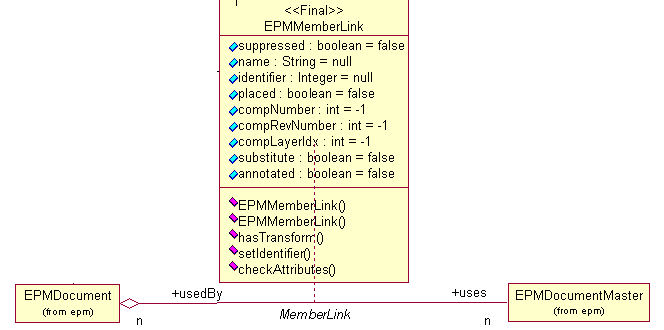 <<Final>>
EPMMemberLink
suppressed : boolean = false
name : String = null
identifier : Integer = null
placed : boolean = false
compNumber : int = -1
compRevNumber : int = -1
compLayerIdx : int = -1
substitute : boolean = false
annotated : boolean = false
EPMMemberLink()
EPMMemberLink()
hasTransform()
setIdentifier()
checkAttributes()
EPMDocument
(from epm)
+usedBy
+uses
EPMDocumentMaster
(from epm)
n
MemberLink
n